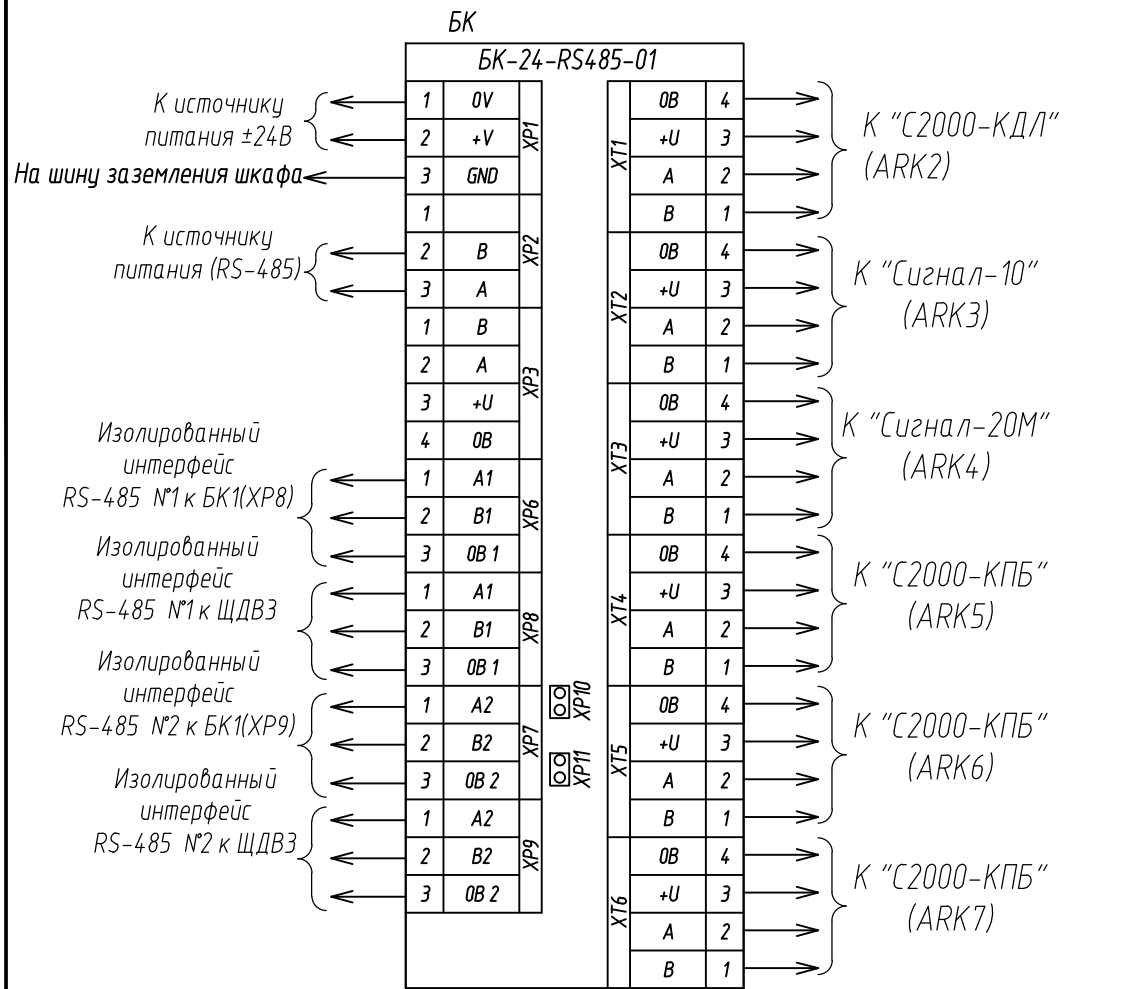 БК
БК-24-RS485-01
К источнику
питания ±24В
На шину заземления шкафа
1 0V
2 +V
3 GND
XP1
К источнику
питания (RS-485)
1
2 B
3 A
XP2
1 B
2 A
3 +U
4 0B
XP3
Изолированный
интерфейс
RS-485 №1 к БК1(XP8)
1 A1
2 B1
3 0B 1
XP6
Изолированный
интерфейс
RS-485 №1 к ЩДВЗ
1 A1
2 B1
3 0B 1
XP8
Изолированный
интерфейс
RS-485 №2 к БК1(XP9)
1 A2
2 B2
3 0B 2
XP7
Изолированный
интерфейс
RS-485 №2 к ЩДВЗ
1 A2
2 B2
3 0B 2
XP9
XP10
XP11
XT1
0B 4
+U 3
A 2
B 1
К "С2000-КДЛ"
(ARK2)
XT2
0B 4
+U 3
A 2
B 1
К "Сигнал-10"
(ARK3)
XT3
0B 4
+U 3
A 2
B 1
К "Сигнал-20М"
(ARK4)
XT4
0B 4
+U 3
A 2
B 1
К "С2000-КПБ"
(ARK5)
XT5
0B 4
+U 3
A 2
B 1
К "С2000-КПБ"
(ARK6)
XT6
0B 4
+U 3
A 2
B 1
К "С2000-КПБ"
(ARK7)